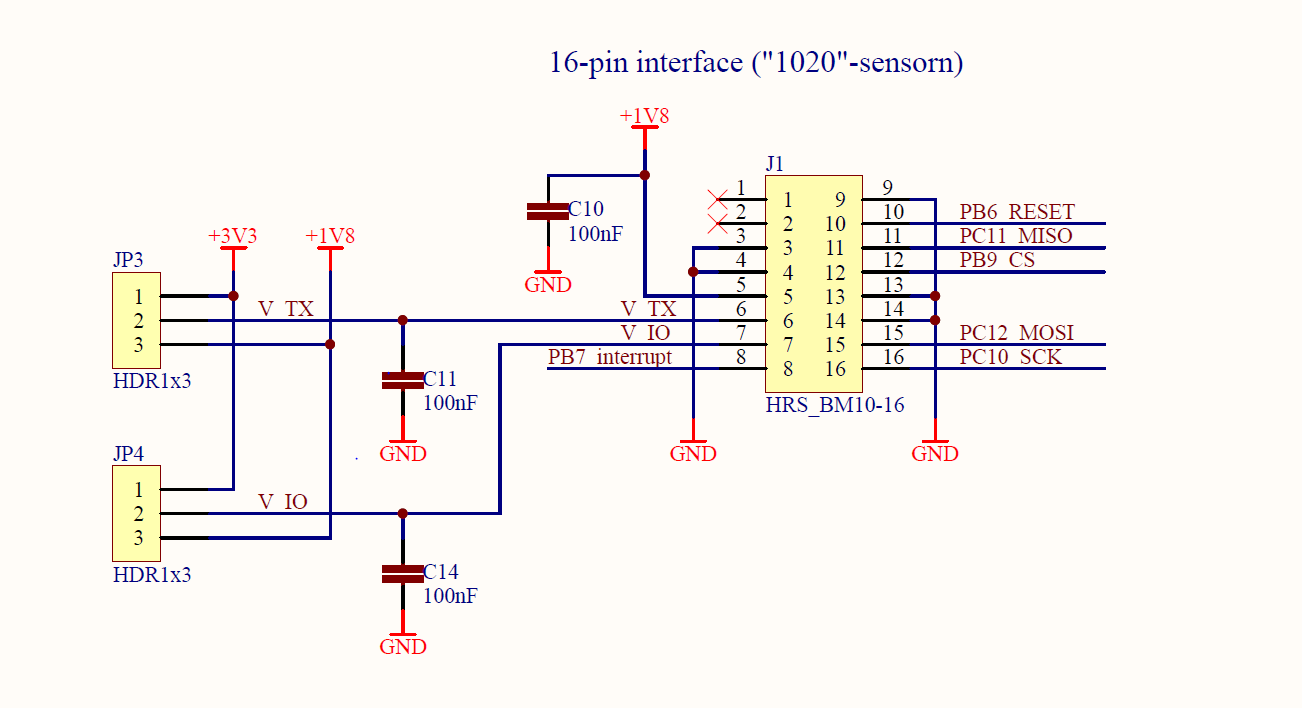 16-pin interface ("1020"-sensorn)
+1V8
J1
C10
100nF
GND
1
2
3
4
5
6
7
8
1
2
3
4
5
6
7
8
9
10
11
12
13
14
15
16
9
10
11
12
13
14
15
16
PB6_RESET
PC11_MISO
PB9_CS
PC12_MOSI
PC10_SCK
V_TX
V_IO
PB7_interrupt
HRS_BM10-16
GND
GND
+3V3
+1V8
JP3
1
2
3
HDR1x3
V_TX
C11
100nF
GND
JP4
1
2
3
HDR1x3
V_IO
C14
100nF
GND